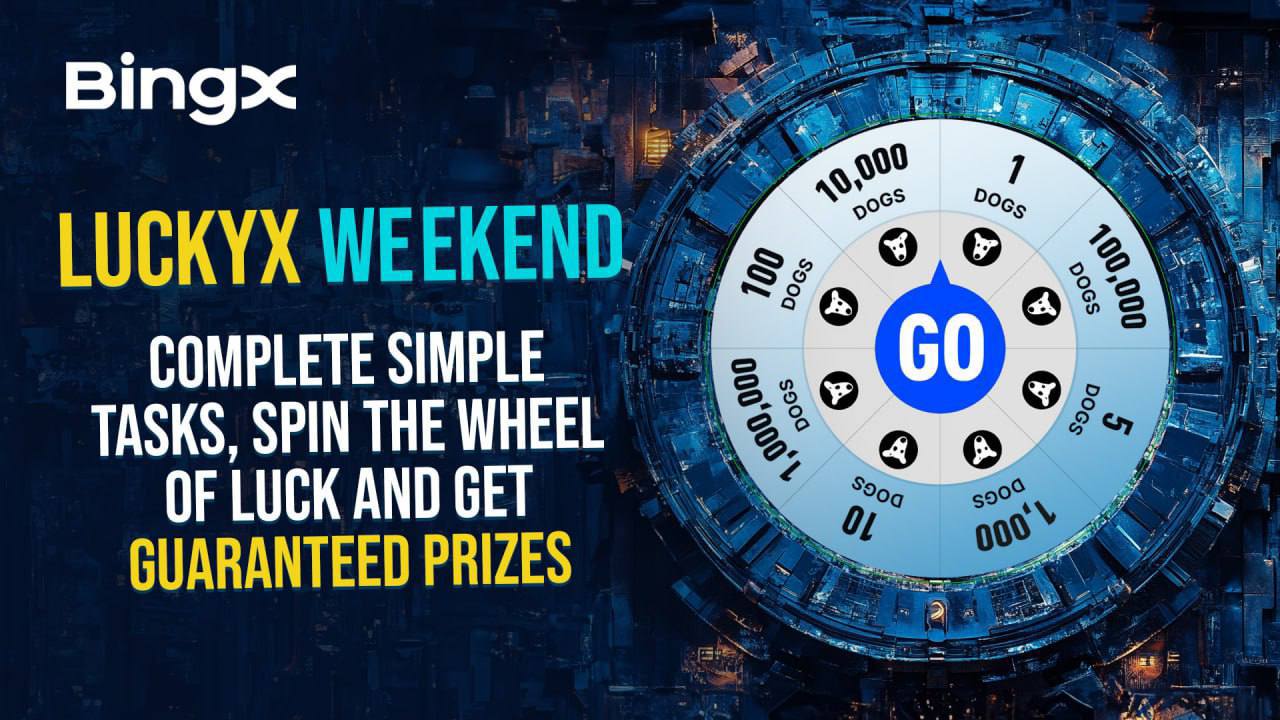 BingX
LUCKYX WEEKEND
COMPLETE SIMPLE
TASKS, SPIN THE WHEEL
OF LUCK AND GET
GUARANTEED PRIZES
10,000
DOGS
1
DOGS
100,000
DOGS
5
DOGS
1,000
DOGS
10
DOGS
1,000,000
DOGS
100
DOGS
GO